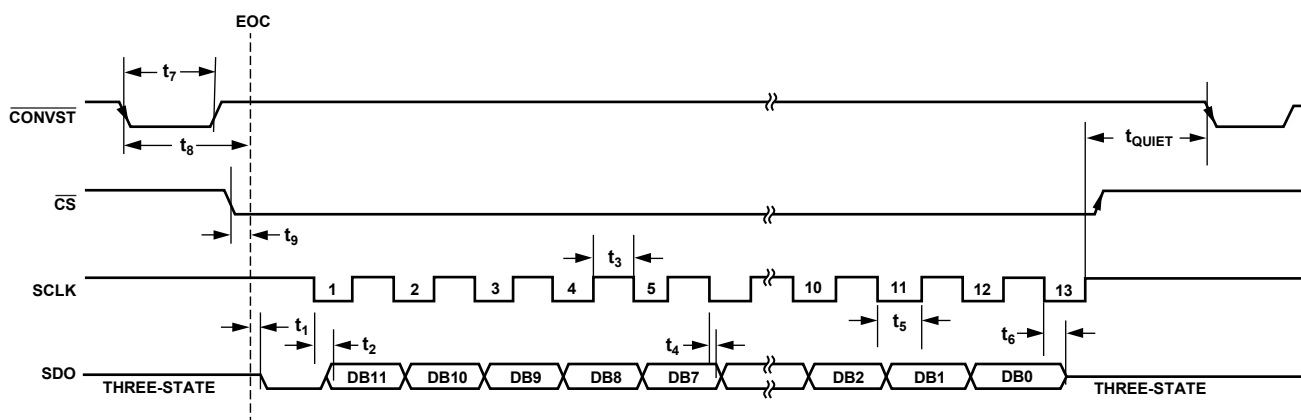 EOC
t7
CONVST
t8
tQUIET
CS
t9
t3
SCLK
1 2 3 4 5 10 11 12 13
t1
t2
t4
t5
t6
SDO
THREE-STATE
DB11 DB10 DB9 DB8 DB7 DB2 DB1 DB0
THREE-STATE